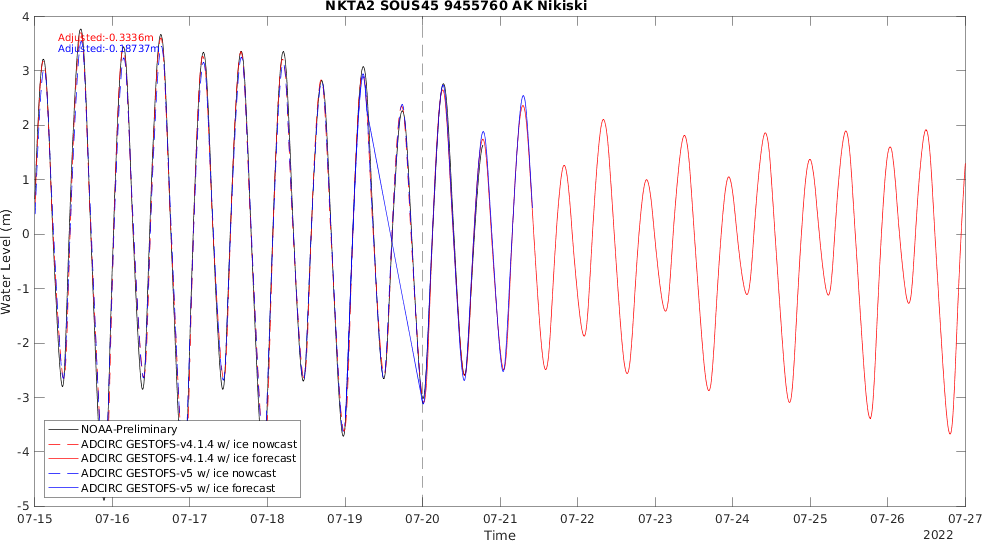 NKTA2 SOUS45 9455760 AK Nikiski
Adjusted:-0.3336m
Adjusted:-0.18737m
Water Level (m)
4
3
2
1
0
-1
-2
-3
-4
-5
NOAA-Preliminary
ADCIRC GESTOFS-v4.1.4 w/ ice nowcast
ADCIRC GESTOFS-v4.1.4 w/ ice forecast
ADCIRC GESTOFS-v5 w/ ice nowcast
ADCIRC GESTOFS-v5 w/ ice forecast
07-15 07-16 07-17 07-18 07-19 07-20 07-21 07-22 07-23 07-24 07-25 07-26 07-27
Time
2022